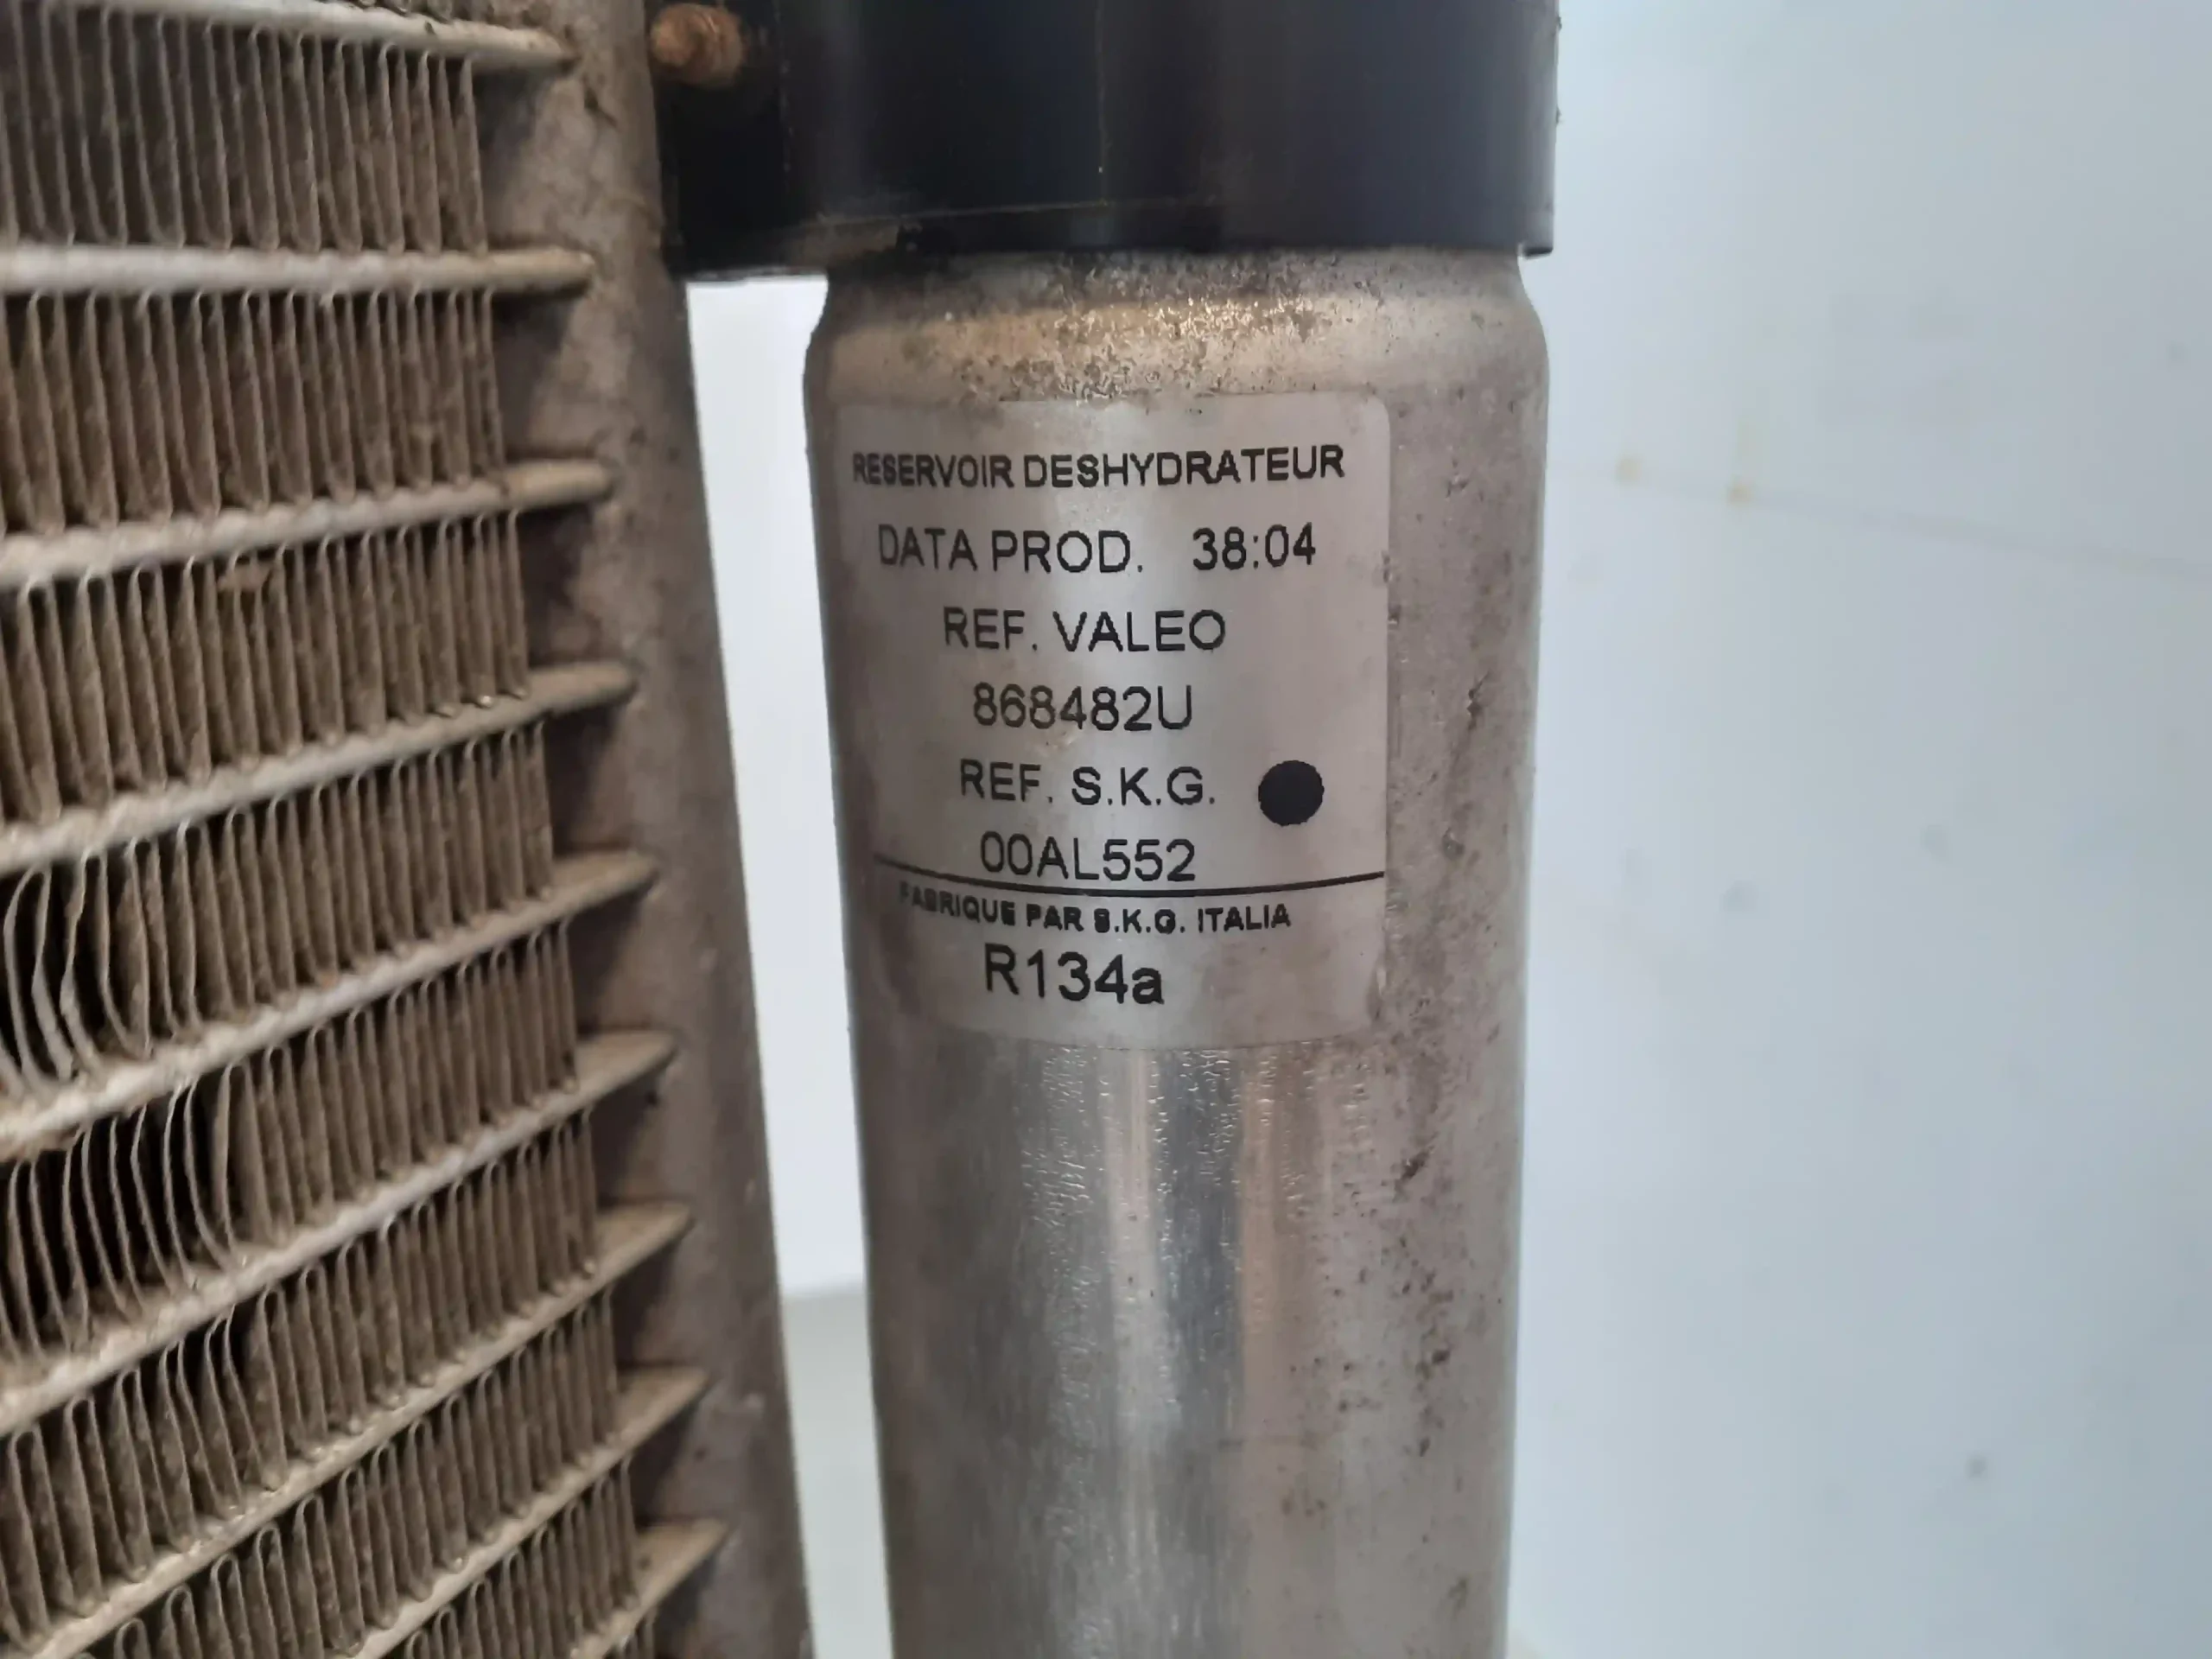 RESERVOIR DESHYDRATEUR
DATA PROD. 38:04
REF. VALEO
868482U
REF. S.K.G.
00AL552
FABRIQUE PAR S.K.G. ITALIA
R134a